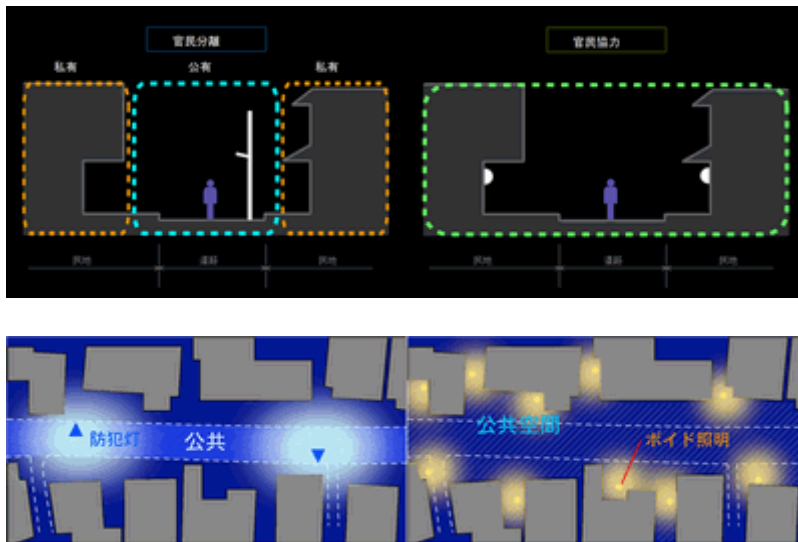 官民分離
官民協力
私有
公有
私有
民地
道路
民地
民地
道路
民地
防犯灯
公共
公共空間
ボイド照明